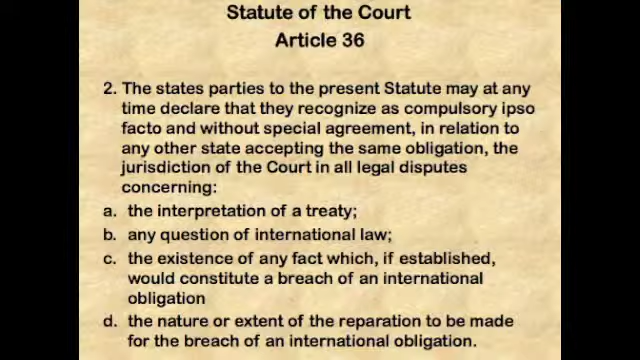 Statute of the Court
Article 36
2. The states parties to the present Statute may at any
time declare that they recognize as compulsory ipso
facto and without special agreement, in relation to
any other state accepting the same obligation, the
jurisdiction of the Court in all legal disputes
concerning:
a. the interpretation of a treaty;
b. any question of international law;
c. the existence of any fact which, if established,
would constitute a breach of an international
obligation
d. the nature or extent of the reparation to be made
for the breach of an international obligation.